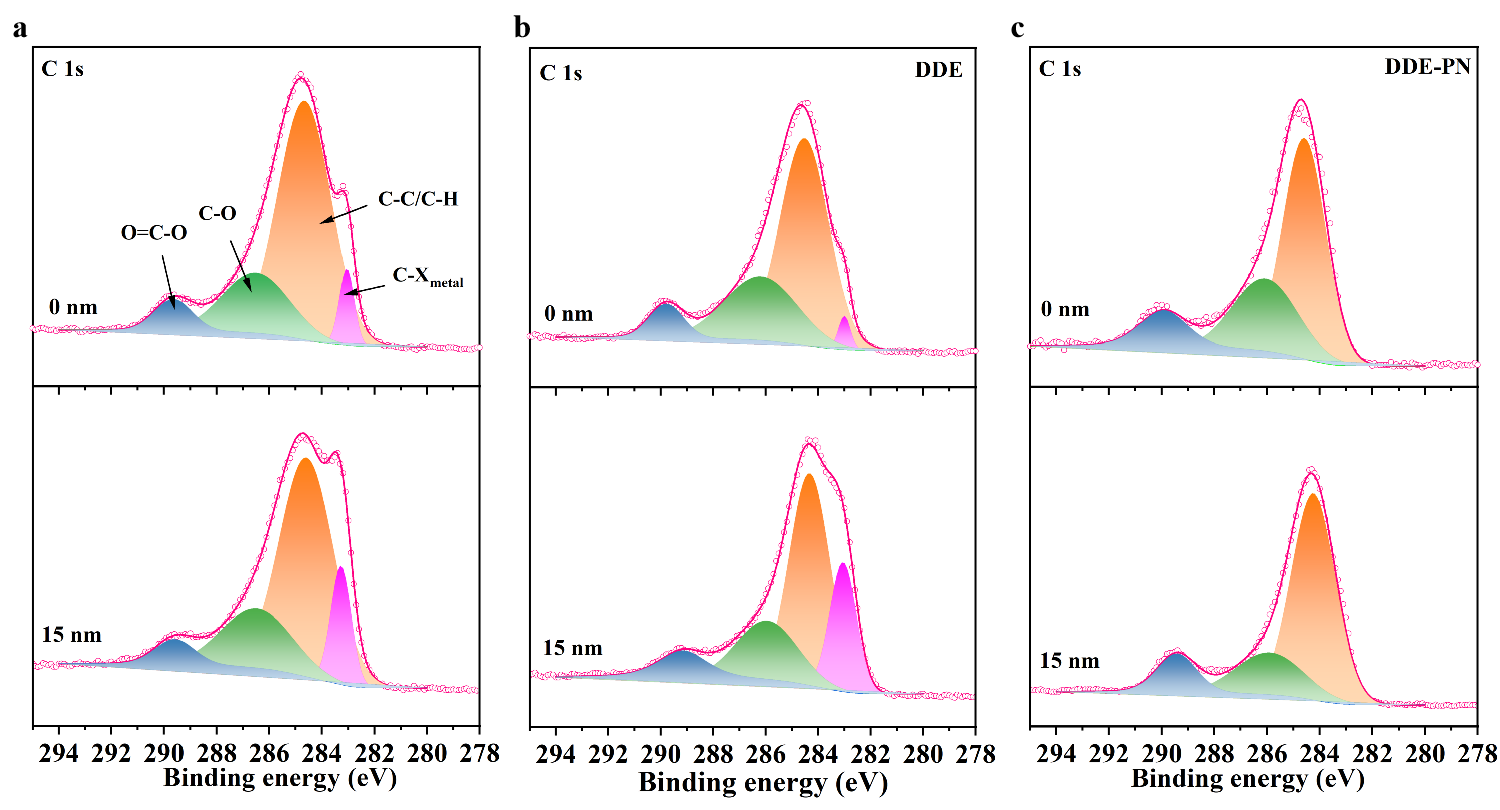 a
C 1s
O=C-O
C-O
C-C/C-H
C-Xmetal
0 nm
15 nm
294 292 290 288 286 284 282 280 278
Binding energy (eV)
b
C 1s
DDE
0 nm
15 nm
294 292 290 288 286 284 282 280 278
Binding energy (eV)
c
C 1s
DDE-PN
0 nm
15 nm
294 292 290 288 286 284 282 280 278
Binding energy (eV)